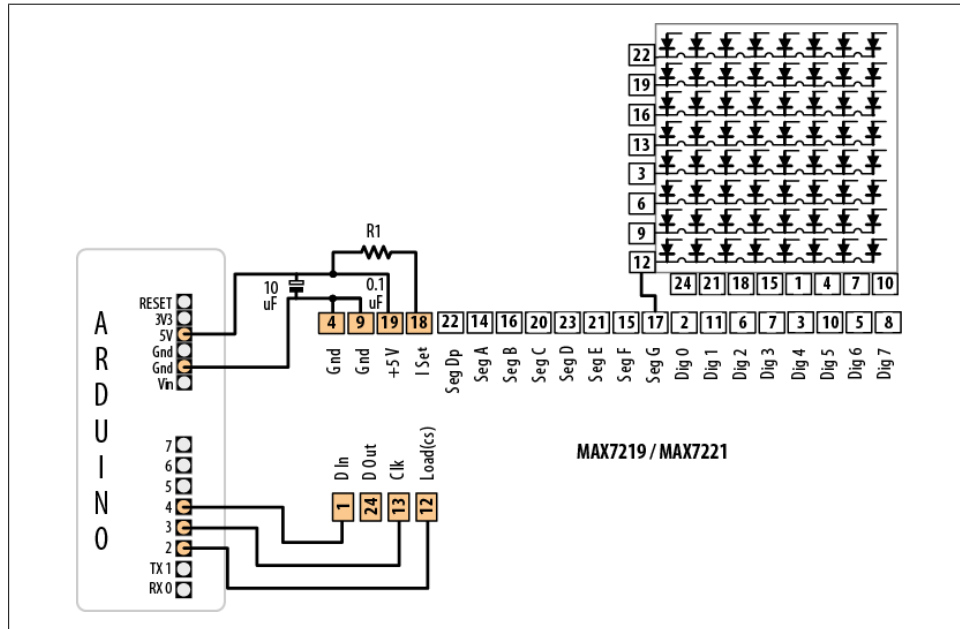 22
19
16
13
3
6
9
12
24 21 18 15 1 4 7 10
R1
10 uF
0.1 uF
4 9 19 18 22 14 16 20 23 21 15 17 2 11 6 7 3 10 5 8
Gnd Gnd +5 V I Set Seg Dp Seg A Seg B Seg C Seg D Seg E Seg F Seg G Dig 0 Dig 1 Dig 2 Dig 3 Dig 4 Dig 5 Dig 6 Dig 7
ARDUINO
RESET
3V3
5V
Gnd
Gnd
Vin
7
6
5
4
3
2
TX 1
RX 0
D In D Out Clk Load(cs)
1 24 13 12
MAX7219 / MAX7221